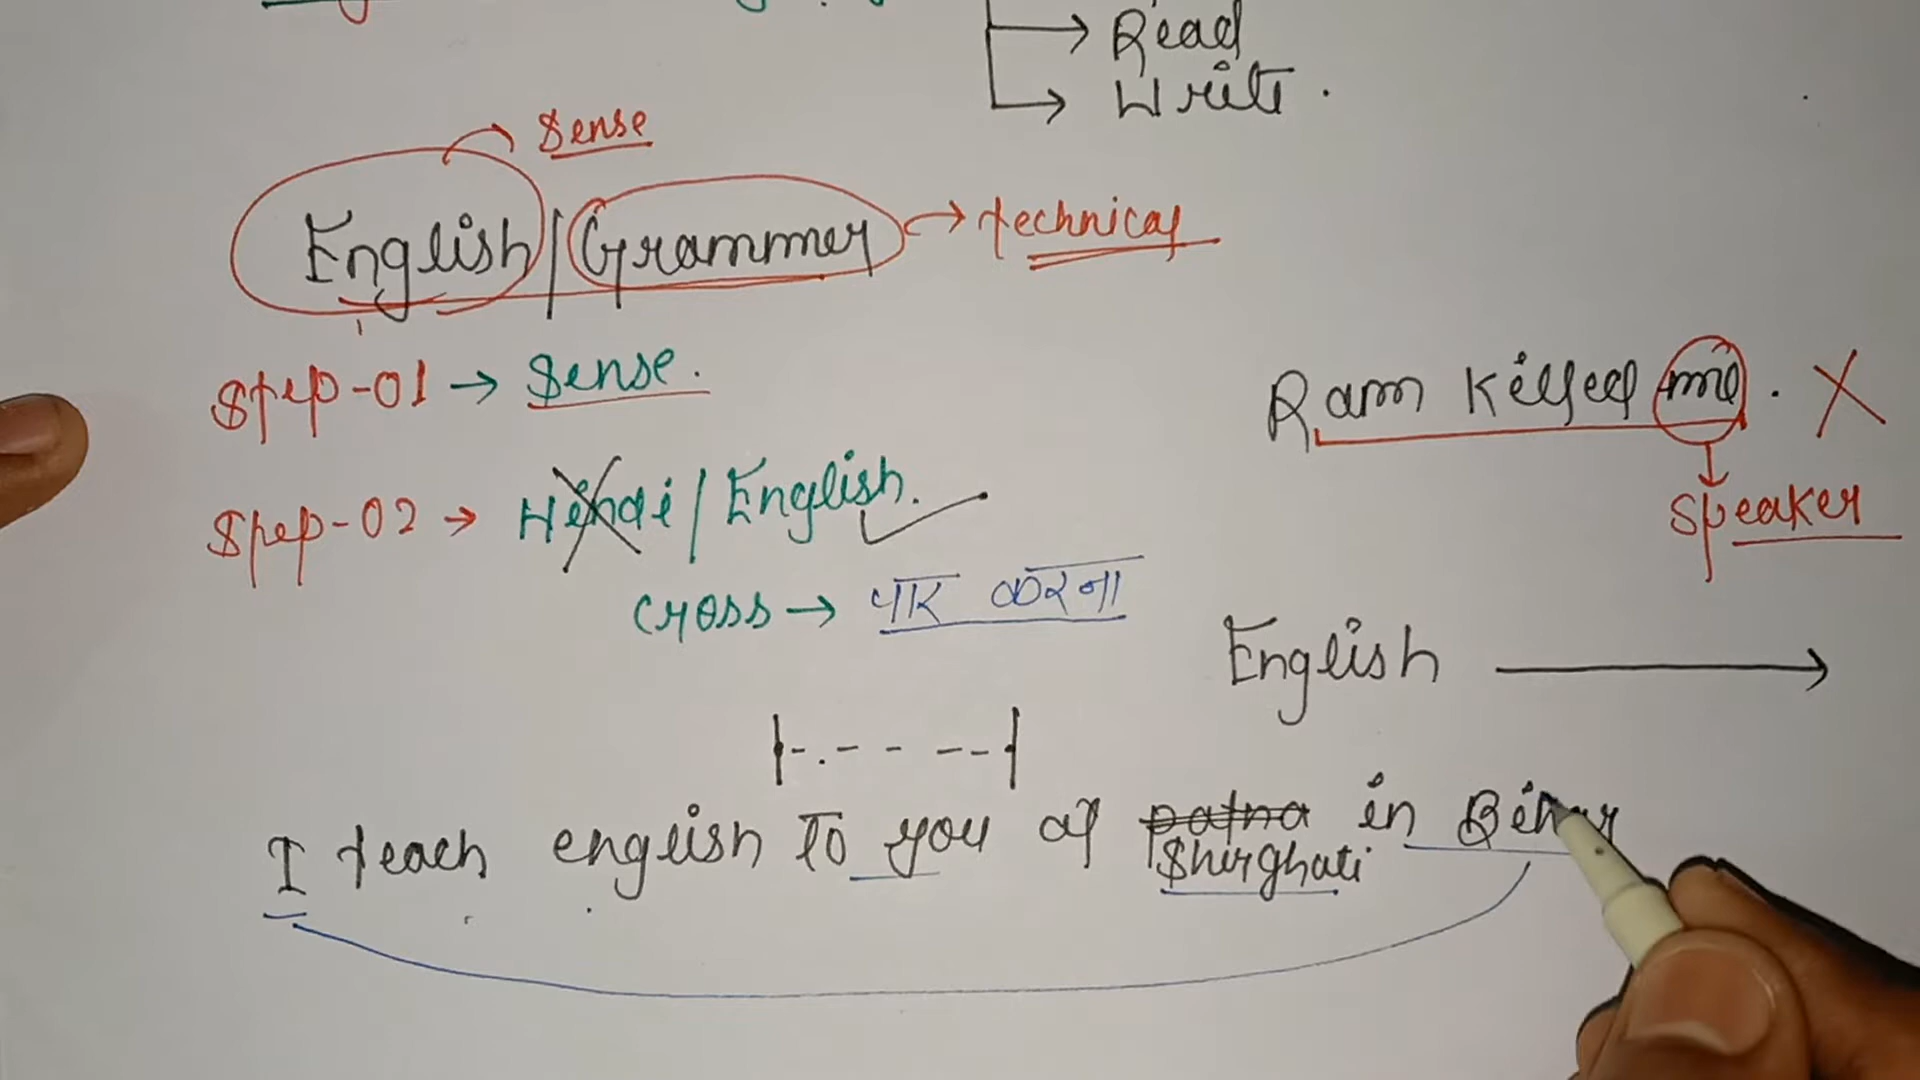 Read
Write.
Sense
English/Grammer → technical
Step-01 → Sense.
Ram Killed me. X
Step-02 → Hindi / English.
Speaker
Cross → पार करना
English →
I teach english to you at patna in Bihar
Shirghati